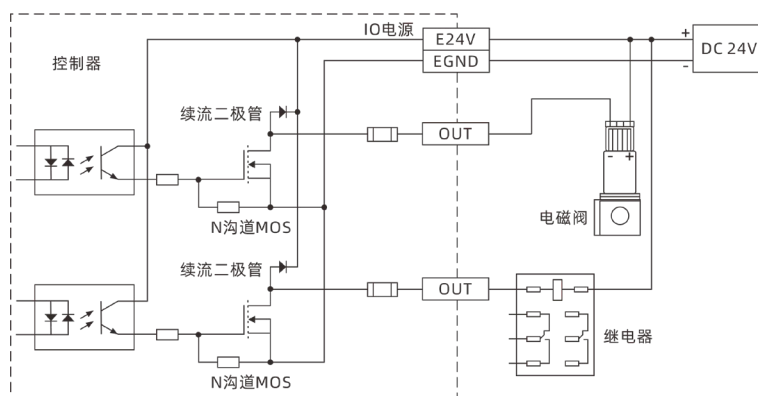 IO电源
E24V
+
DC 24V
控制器
EGND
-
续流二极管
OUT
- +
N沟道MOS
电磁阀
续流二极管
OUT
继电器
N沟道MOS